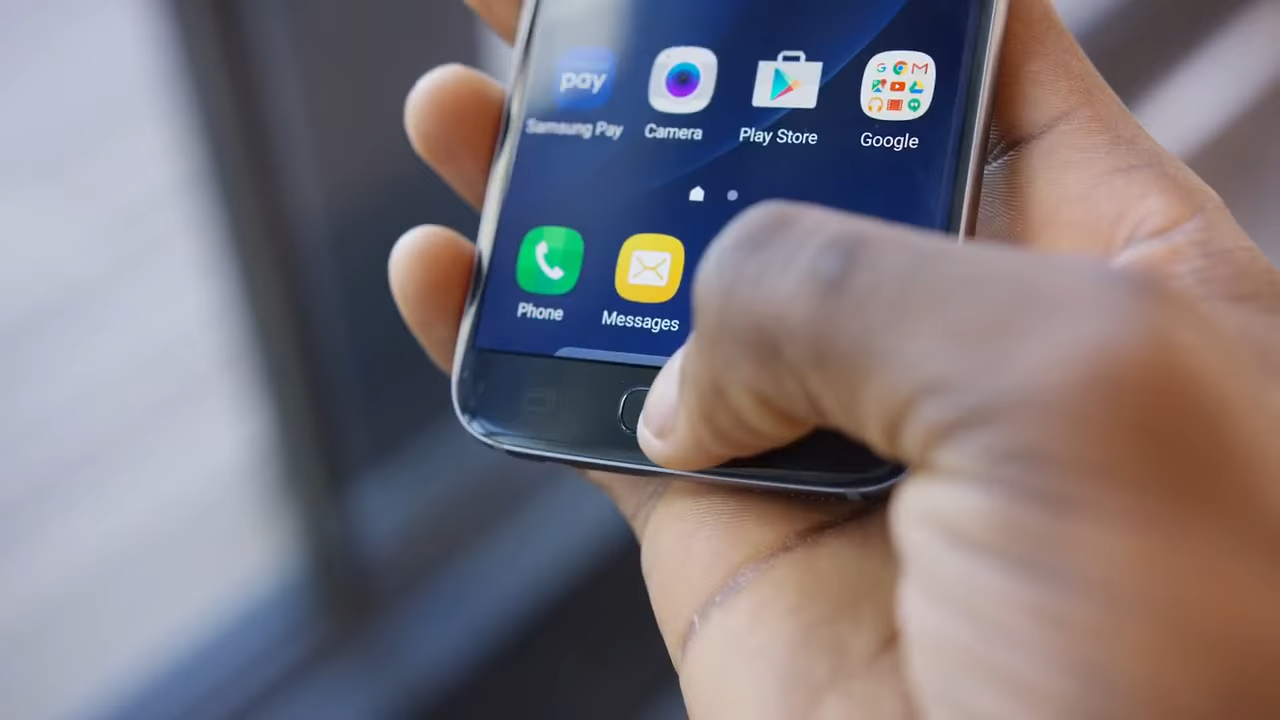 pay
Samsung Pay
Camera
Play Store
G
M
Google
Phone
Messages